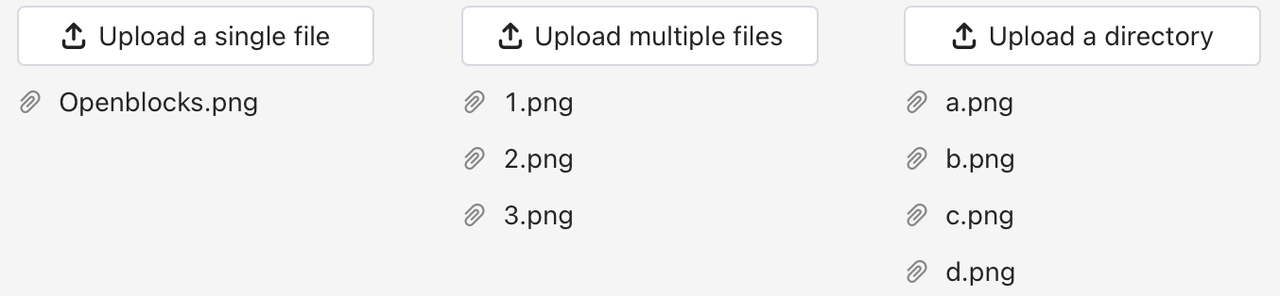 Upload a single file
Openblocks.png
Upload multiple files
1.png
2.png
3.png
Upload a directory
a.png
b.png
c.png
d.png